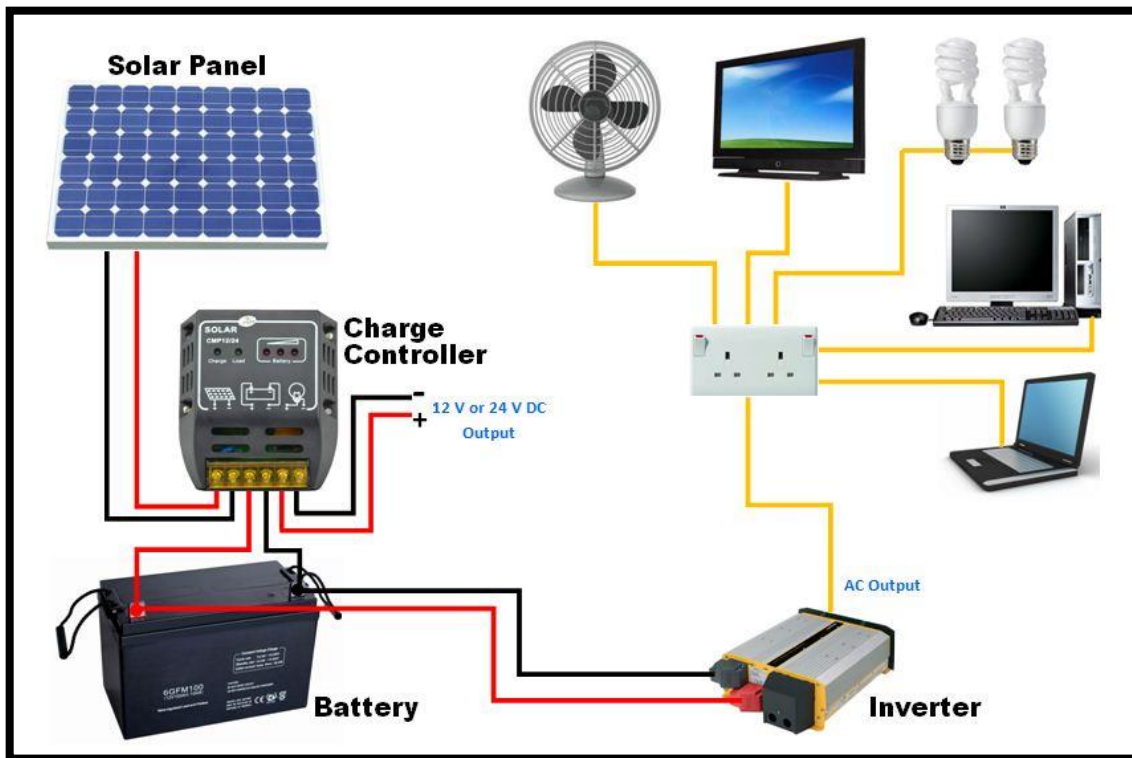 Solar Panel
SOLAR
CMP12/24
Charge
Load
Battery
Charge
Controller
-
+
12 V or 24 V DC
Output
AC Output
6GFM100
Battery
Inverter